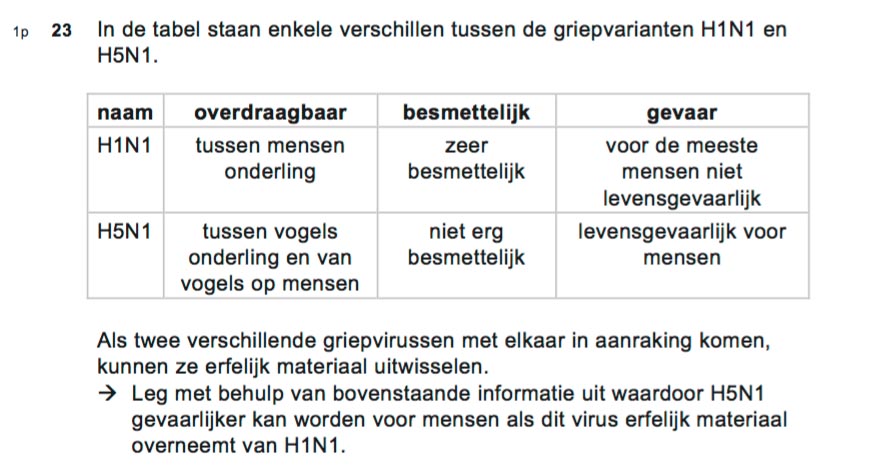 1p 23 In de tabel staan enkele verschillen tussen de griepvarianten H1N1 en
H5N1.
naam overdraagbaar besmettelijk gevaar
H1N1 tussen mensen zeer voor de meeste
onderling besmettelijk mensen niet
levensgevaarlijk
H5N1 tussen vogels niet erg levensgevaarlijk voor
onderling en van besmettelijk mensen
vogels op mensen
Als twee verschillende griepvirussen met elkaar in aanraking komen,
kunnen ze erfelijk materiaal uitwisselen.
→ Leg met behulp van bovenstaande informatie uit waardoor H5N1
gevaarlijker kan worden voor mensen als dit virus erfelijk materiaal
overneemt van H1N1.